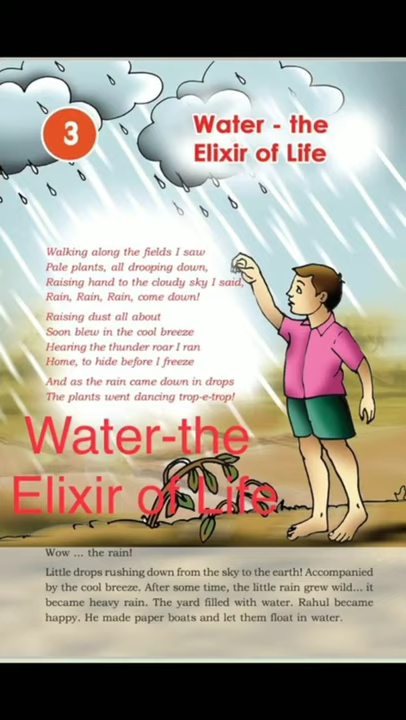 3
Water - the
Elixir of Life
Walking along the fields I saw
Pale plants, all drooping down,
Raising hand to the cloudy sky I said,
Rain, Rain, Rain, come down!
Raising dust all about
Soon blew in the cool breeze
Hearing the thunder roar I ran
Home, to hide before I freeze
And as the rain came down in drops
The plants went dancing trop-e-trop!
Water-the
Elixir of Life
Wow ... the rain!
Little drops rushing down from the sky to the earth! Accompanied
by the cool breeze. After some time, the little rain grew wild... it
became heavy rain. The yard filled with water. Rahul became
happy. He made paper boats and let them float in water.